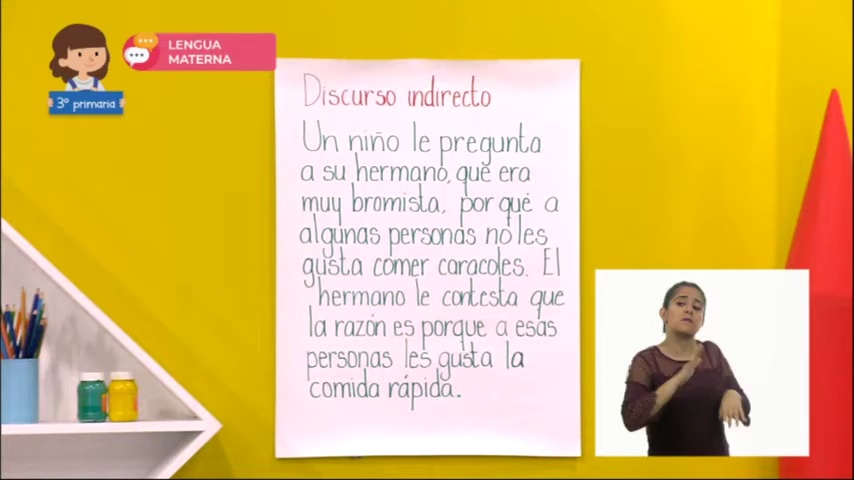 LENGUA
MATERNA
3º primaria
Discurso indirecto
Un niño le pregunta
a su hermano, que era
muy bromista, por qué a
algunas personas no les
gusta comer caracoles. El
hermano le contesta que
la razón es porque a esas
personas les gusta la
comida rápida.